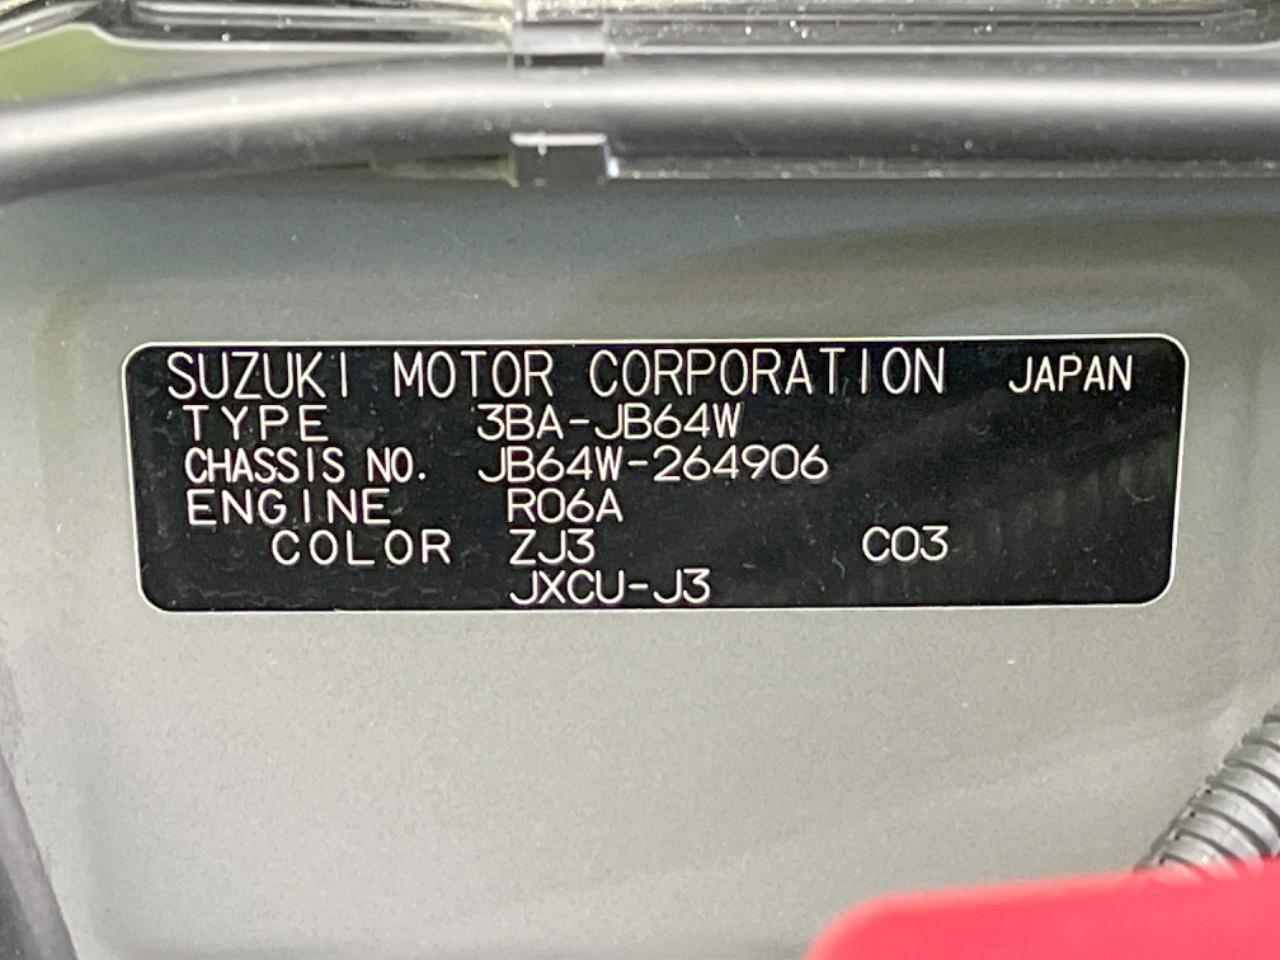 SUZUKI MOTOR CORPORATION JAPAN
TYPE 3BA-JB64W
CHASSIS NO. JB64W-264906
ENGINE R06A
COLOR ZJ3 C03
JXCU-J3